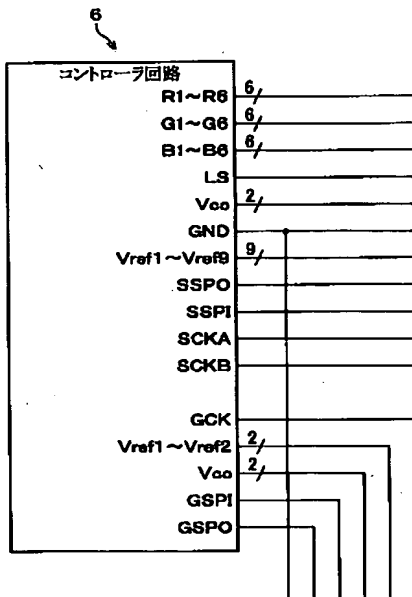 6
コントローラ回路
R1~R6 6
G1~G6 6
B1~B6 6
LS
Vcc 2
GND
Vref1~Vref9 9
SSPO
SSPI
SCKA
SCKB
GCK
Vref1~Vref2 2
Vcc 2
GSPI
GSPO